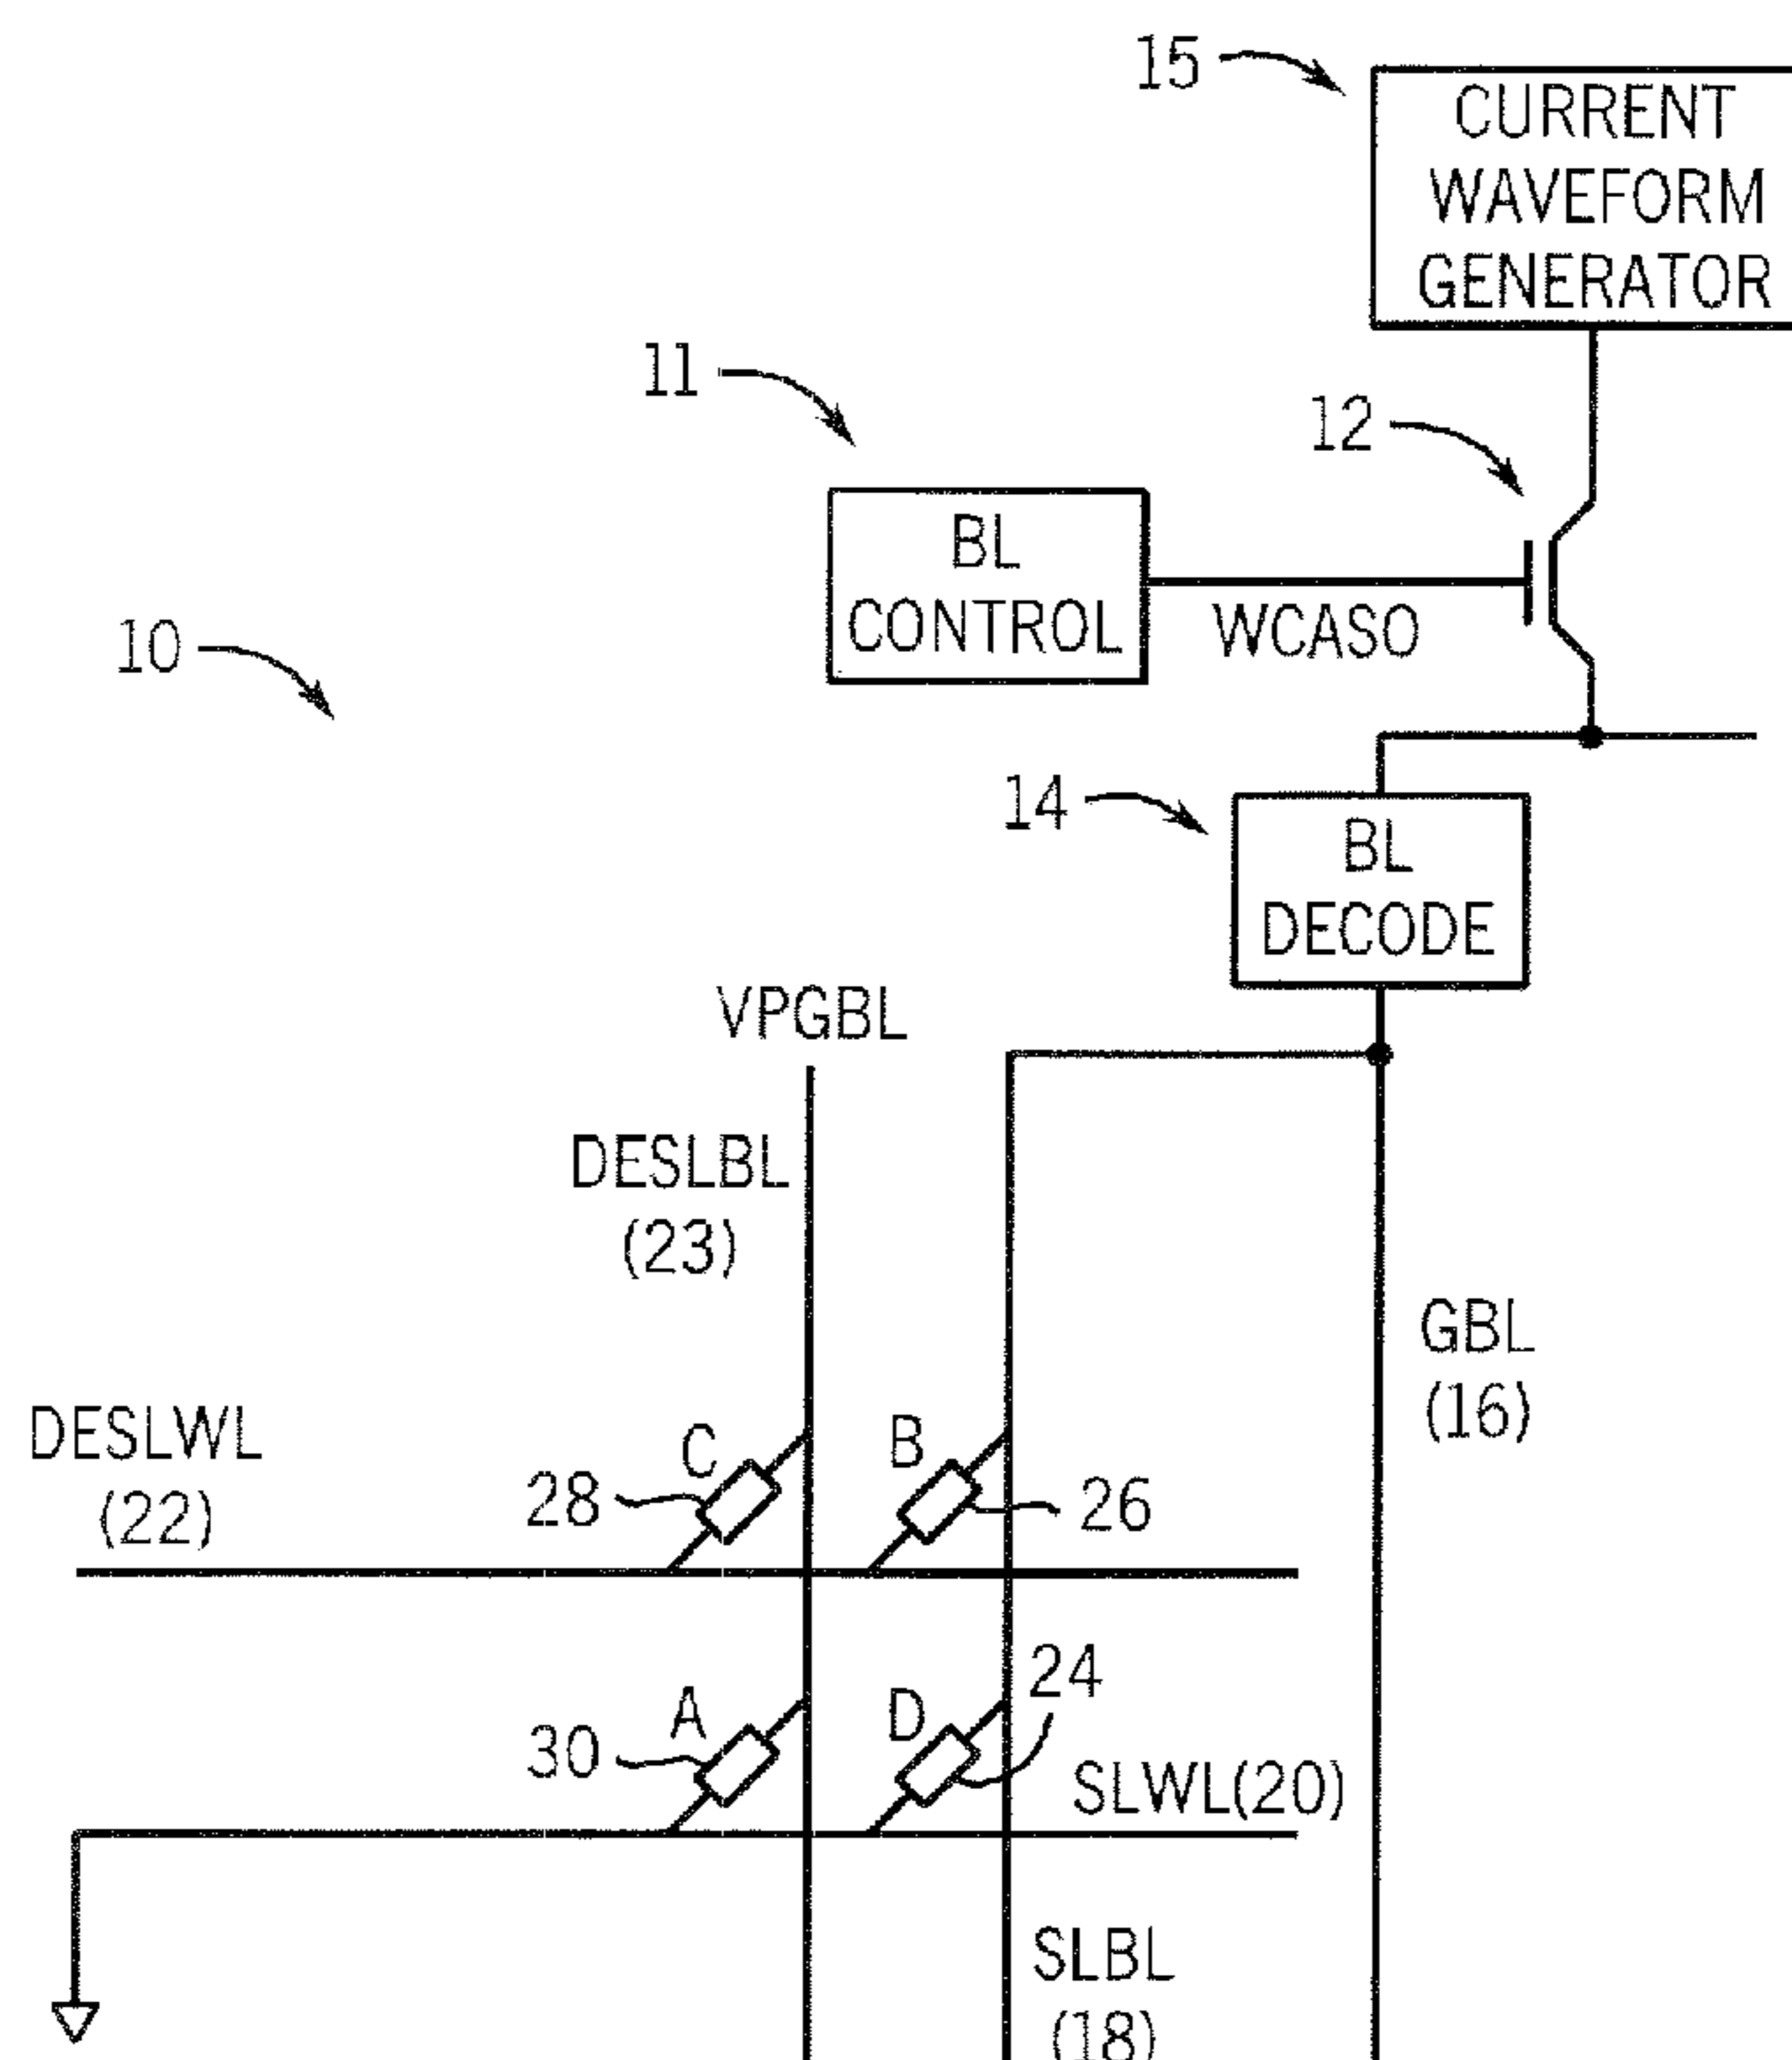 15
CURRENT
WAVEFORM
GENERATOR
11
12
BL
CONTROL
WCASO
10
14
BL
DECODE
VPGBL
DESLBL
(23)
GBL
(16)
DESLWL
(22)
C
B
28
26
24
A
D
30
SLWL(20)
SLBL
(18)